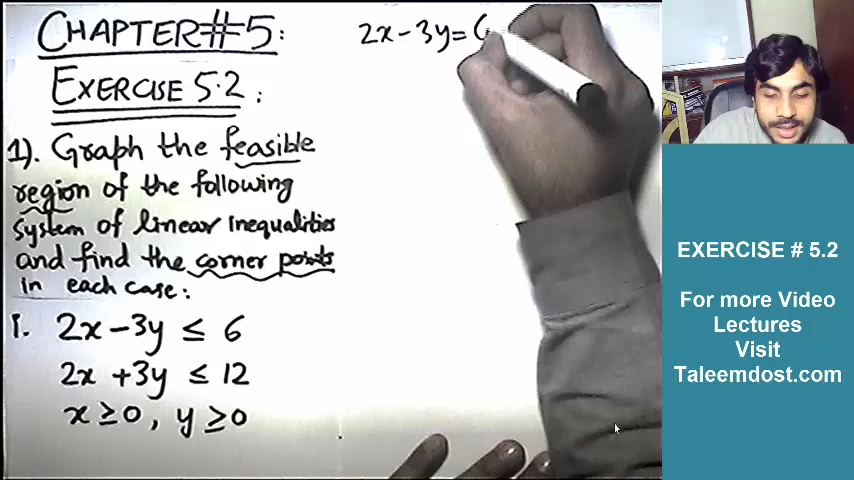 CHAPTER#5:
EXERCISE 5.2:
1). Graph the feasible
region of the following
system of linear inequalities
and find the corner points
in each case:
I. 2x-3y ≤ 6
2x +3y ≤ 12
x ≥ 0, y ≥ 0
2x-3y=
EXERCISE # 5.2
For more Video
Lectures
Visit
Taleemdost.com